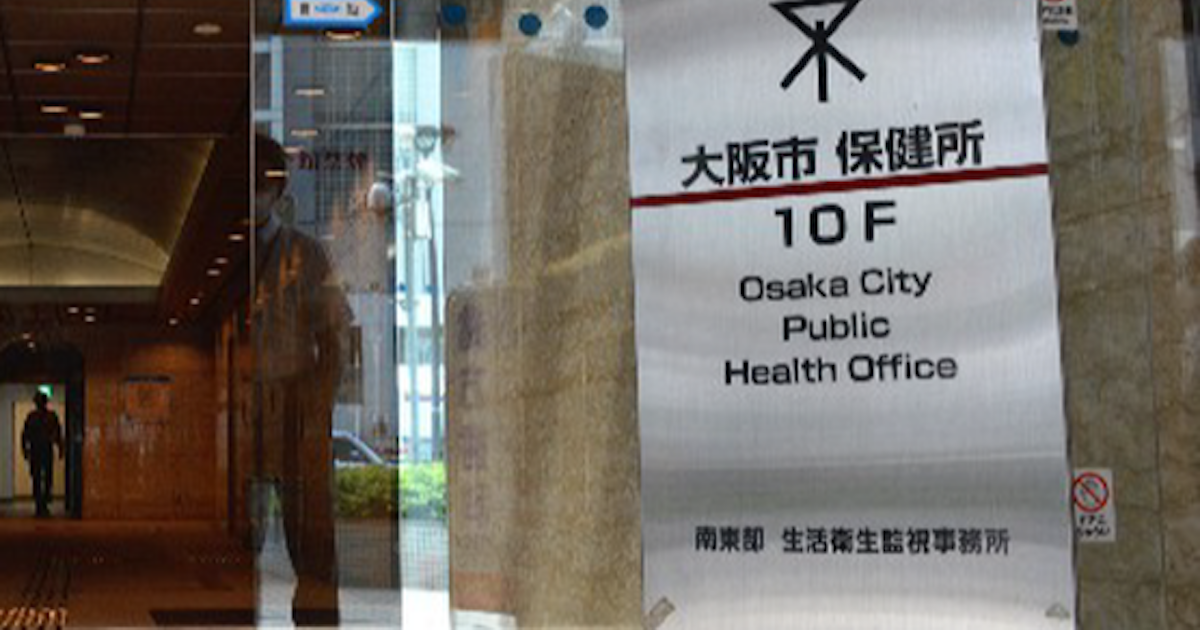 大阪市 保健所
10F
Osaka City
Public
Health Office
南東部 生活衛生監視事務所